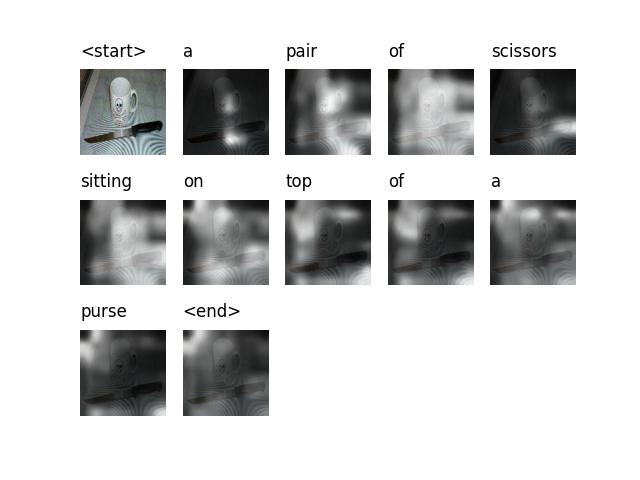 <start> a pair of scissors
sitting on top of a
purse <end>